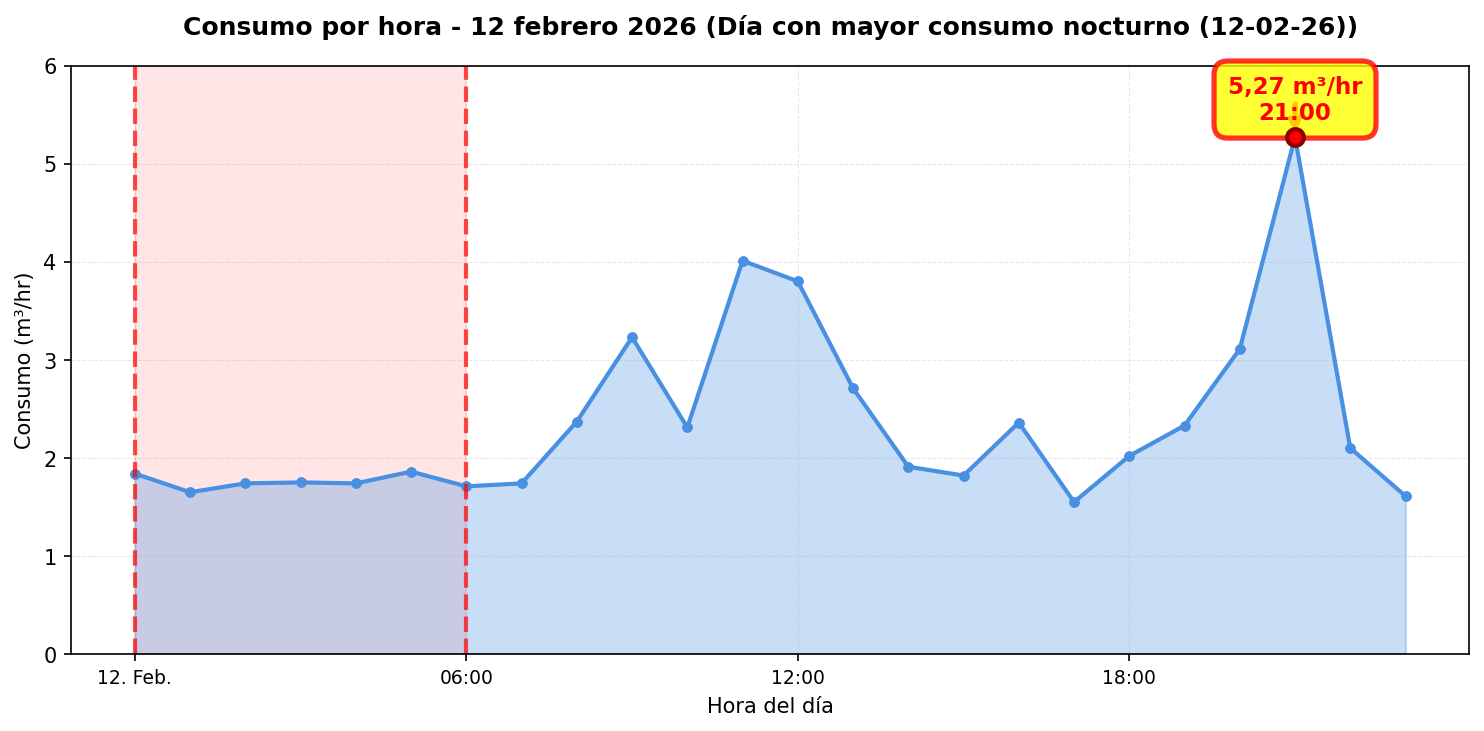 Consumo por hora - 12 febrero 2026 (Día con mayor consumo nocturno (12-02-26))
5,27 m³/hr
21:00
Consumo (m³/hr)
6
5
4
3
2
1
0
12. Feb.
06:00
12:00
18:00
Hora del día